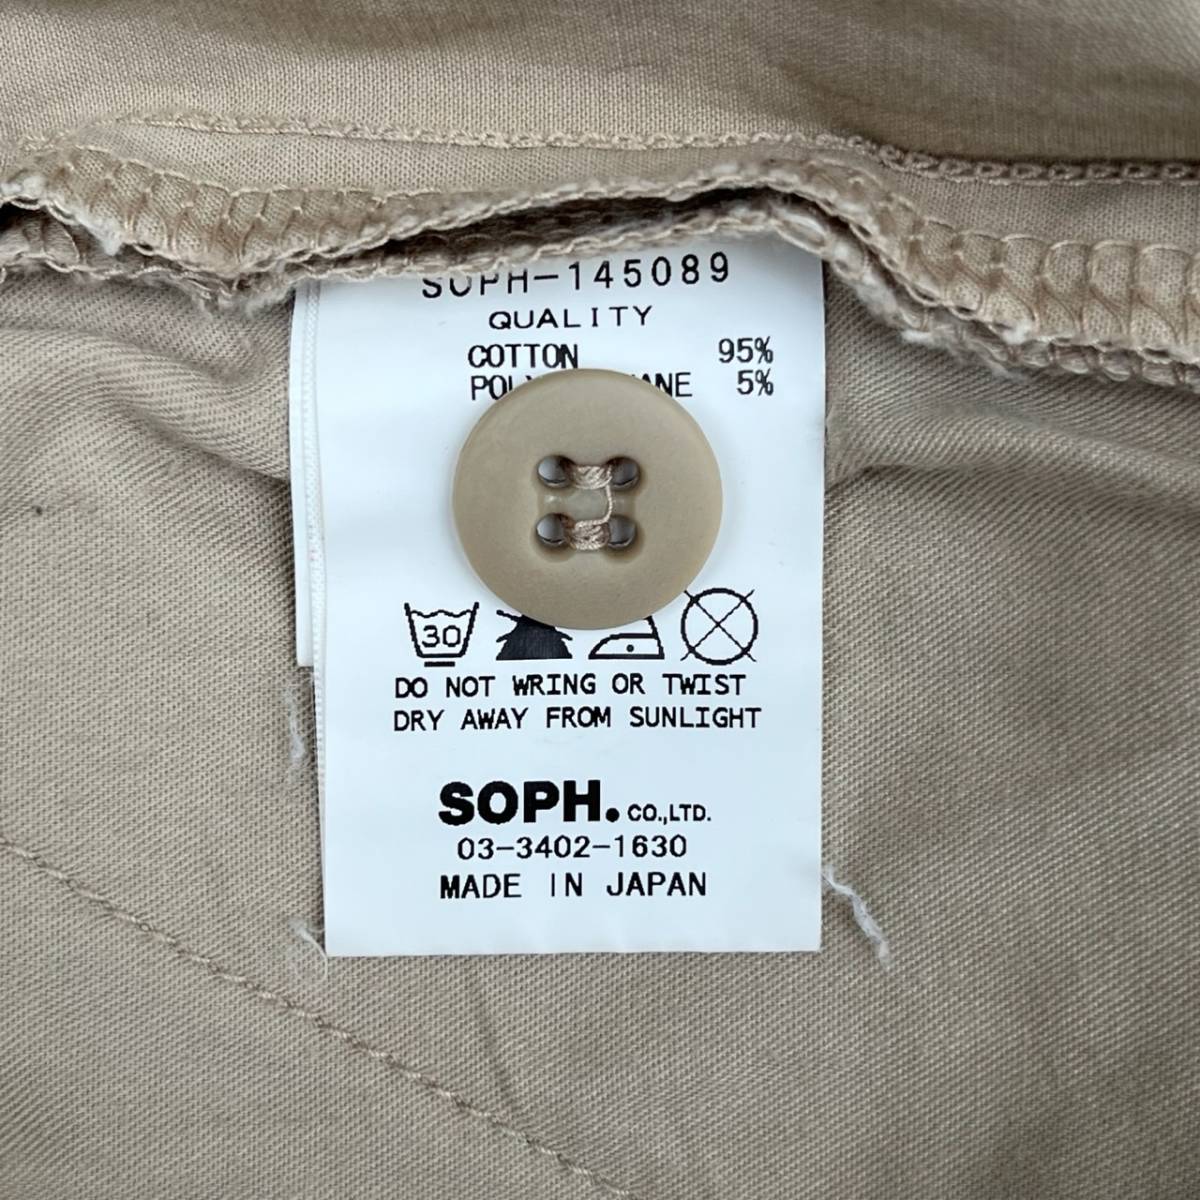 SOPH-145089
QUALITY
COTTON 95%
5%
30
DO NOT WRING OR TWIST
DRY AWAY FROM SUNLIGHT
SOPH. CO.,LTD.
03-3402-1630
MADE IN JAPAN